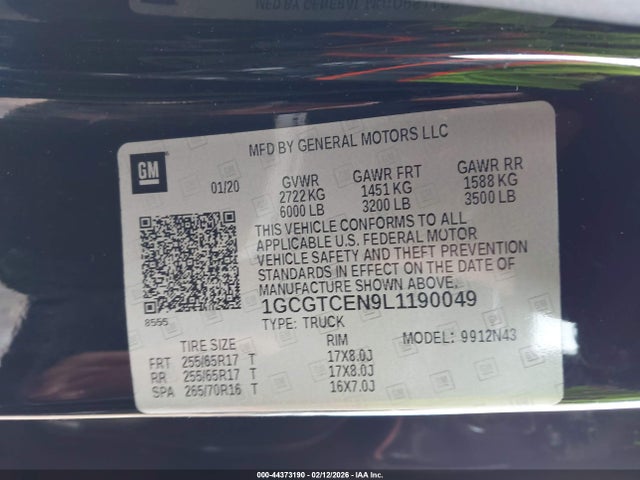 MFD BY GENERAL MOTORS LLC
GM
01/20
GVWR GAWR FRT GAWR RR
2722 KG 1451 KG 1588 KG
6000 LB 3200 LB 3500 LB
THIS VEHICLE CONFORMS TO ALL
APPLICABLE U.S. FEDERAL MOTOR
VEHICLE SAFETY AND THEFT PREVENTION
STANDARDS IN EFFECT ON THE DATE OF
MANUFACTURE SHOWN ABOVE.
1GCGTCEN9L1190049
8555
TYPE: TRUCK MODEL: 9912N43
TIRE SIZE RIM
FRT 255/65R17 T 17X8.0J
RR 255/65R17 T 17X8.0J
SPA 265/70R16 T 16X7.0J
000-44373190 - 02/12/2026 - IAA Inc.